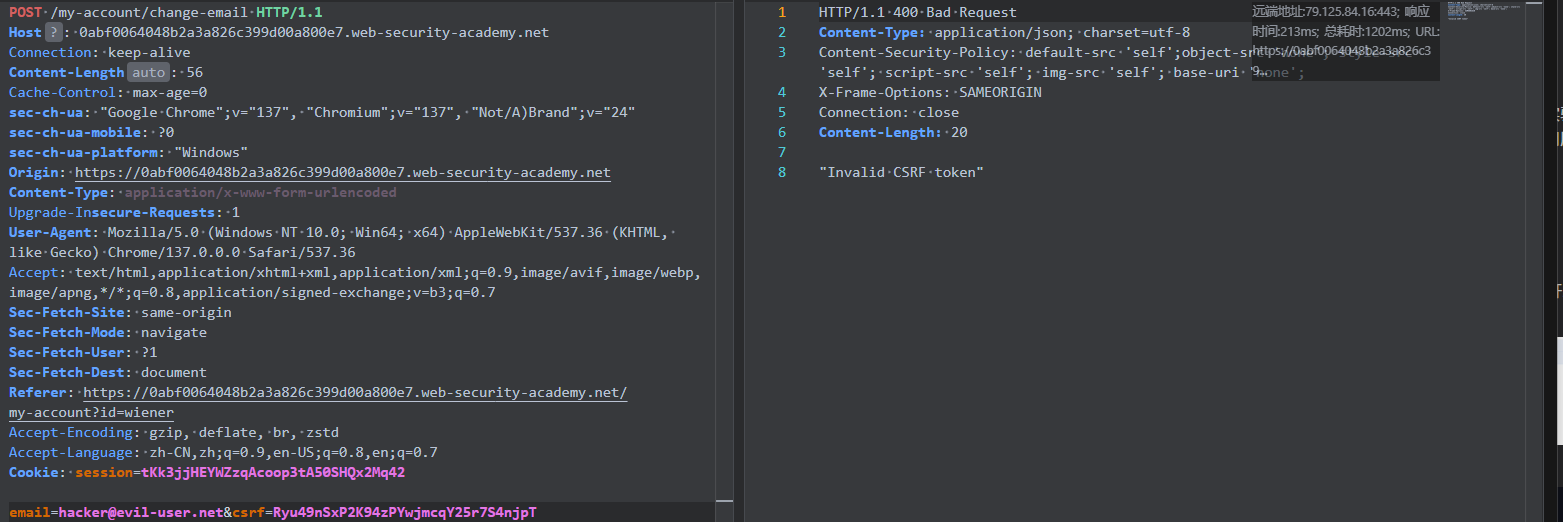 POST /my-account/change-email HTTP/1.1
Host ? : 0abf0064048b2a3a826c399d00a800e7.web-security-academy.net
Connection: keep-alive
Content-Length auto : 56
Cache-Control: max-age=0
sec-ch-ua: "Google Chrome";v="137", "Chromium";v="137", "Not/A)Brand";v="24"
sec-ch-ua-mobile: ?0
sec-ch-ua-platform: "Windows"
Origin: https://0abf0064048b2a3a826c399d00a800e7.web-security-academy.net
Content-Type: application/x-www-form-urlencoded
Upgrade-Insecure-Requests: 1
User-Agent: Mozilla/5.0 (Windows NT 10.0; Win64; x64) AppleWebKit/537.36 (KHTML,
like Gecko) Chrome/137.0.0.0 Safari/537.36
Accept: text/html,application/xhtml+xml,application/xml;q=0.9,image/avif,image/webp,
image/apng,*/*;q=0.8,application/signed-exchange;v=b3;q=0.7
Sec-Fetch-Site: same-origin
Sec-Fetch-Mode: navigate
Sec-Fetch-User: ?1
Sec-Fetch-Dest: document
Referer: https://0abf0064048b2a3a826c399d00a800e7.web-security-academy.net/
my-account?id=wiener
Accept-Encoding: gzip, deflate, br, zstd
Accept-Language: zh-CN,zh;q=0.9,en-US;q=0.8,en;q=0.7
Cookie: session=tKk3jjHEYWZzqAcoop3tA50SHQx2Mq42
email=hacker@evil-user.net&csrf=Ryu49nSxP2K94zPYwjmcqY25r7S4njpT
1 HTTP/1.1 400 Bad Request
2 Content-Type: application/json; charset=utf-8
3 Content-Security-Policy: default-src 'self';object-src 'none'; style-src
'self'; script-src 'self'; img-src 'self'; base-uri 'none';
4 X-Frame-Options: SAMEORIGIN
5 Connection: close
6 Content-Length: 20
7
8 "Invalid CSRF token"
远端地址:79.125.84.16:443; 响应
时间:213ms; 总耗时:1202ms; URL:
https://0abf0064048b2a3a826c3
9...